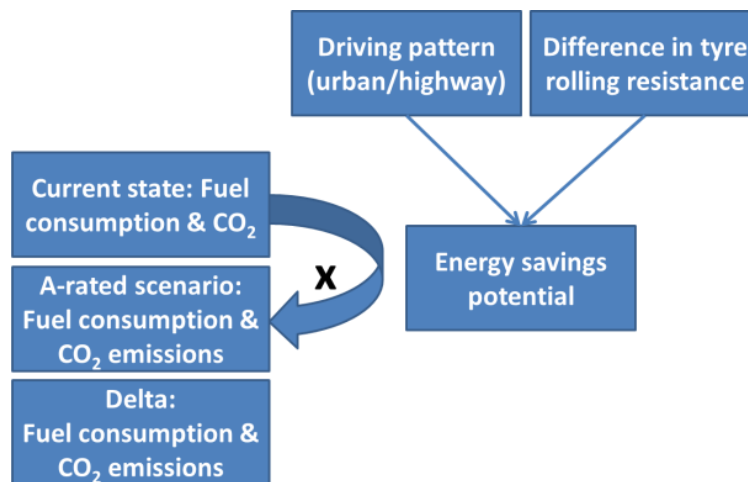 Driving pattern
(urban/highway)
Difference in tyre
rolling resistance
Current state: Fuel
consumption & CO₂
X
Energy savings
potential
A-rated scenario:
Fuel consumption &
CO₂ emissions
Delta:
Fuel consumption &
CO₂ emissions